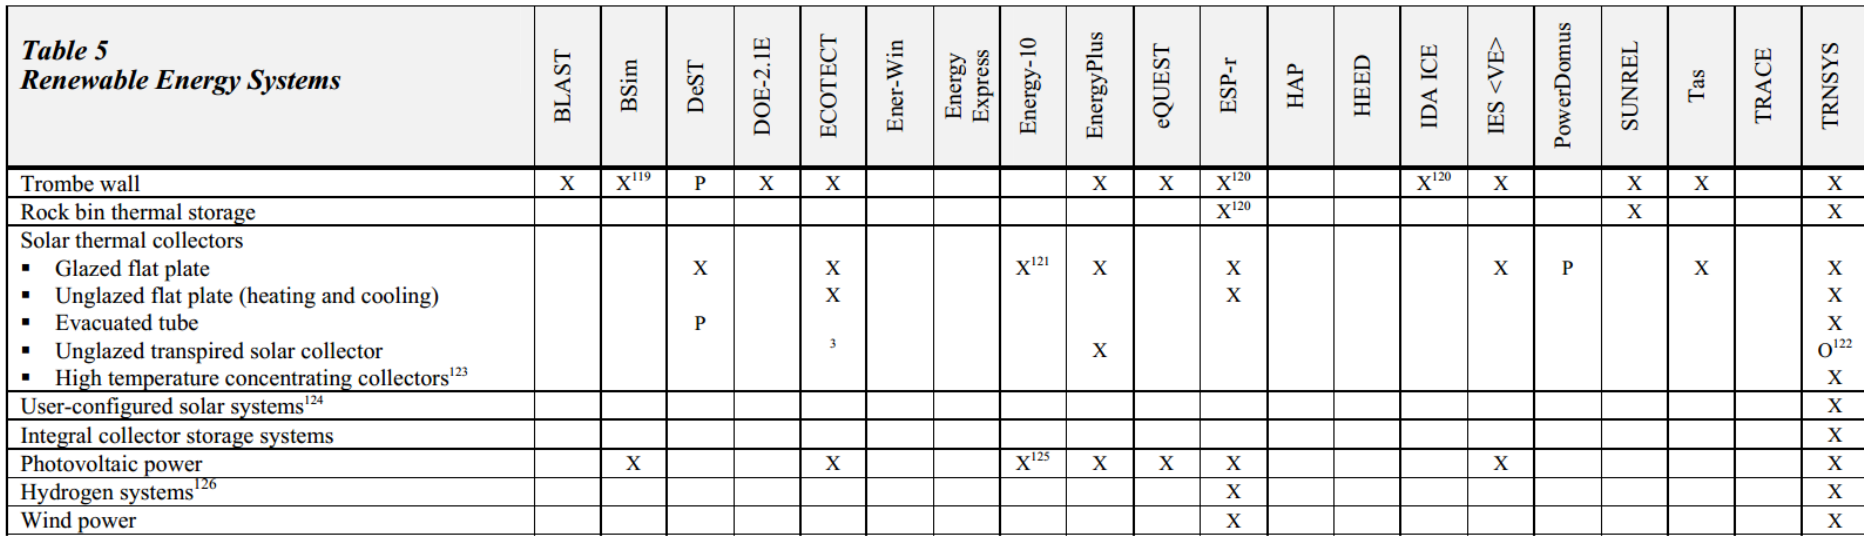 Table 5
Renewable Energy Systems
BLAST
BSim
DeST
DOE-2.1E
ECOTECT
Ener-Win
Energy
Express
Energy-10
EnergyPlus
eQUEST
ESP-r
HAP
HEED
IDA ICE
IES <VE>
PowerDomus
SUNREL
Tas
TRACE
TRNSYS
Trombe wall X X119 P X X X X X120 X120 X X X X
Rock bin thermal storage X120 X X
Solar thermal collectors
▪ Glazed flat plate X X X121 X X X P X X
▪ Unglazed flat plate (heating and cooling) X X X
▪ Evacuated tube P X
▪ Unglazed transpired solar collector 3 X O122
▪ High temperature concentrating collectors123 X
User-configured solar systems124 X
Integral collector storage systems X
Photovoltaic power X X X125 X X X X X
Hydrogen systems126 X X
Wind power X X